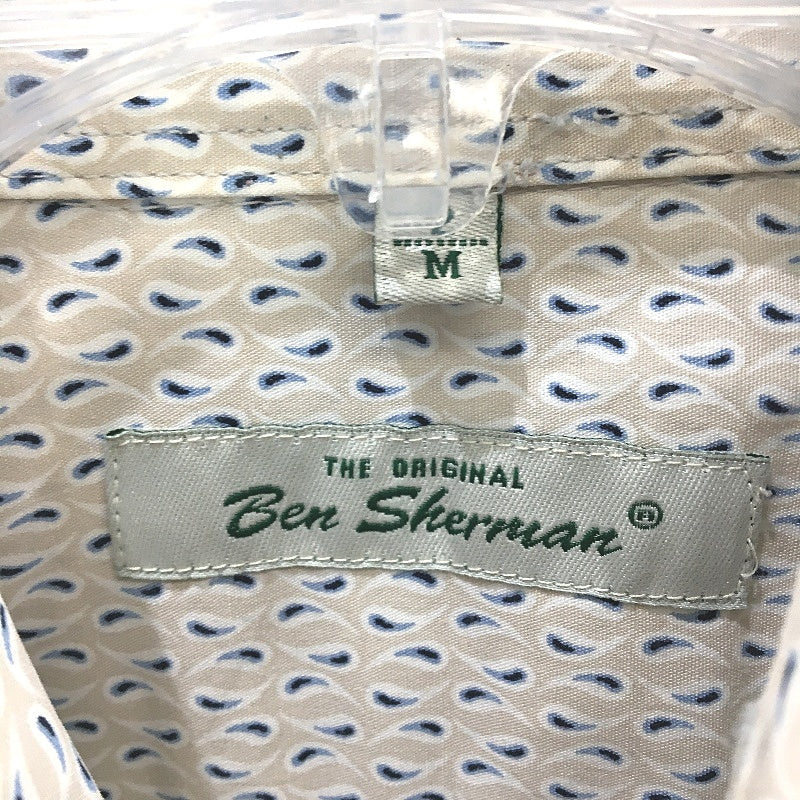 M
THE ORIGINAL
Ben Sherman®